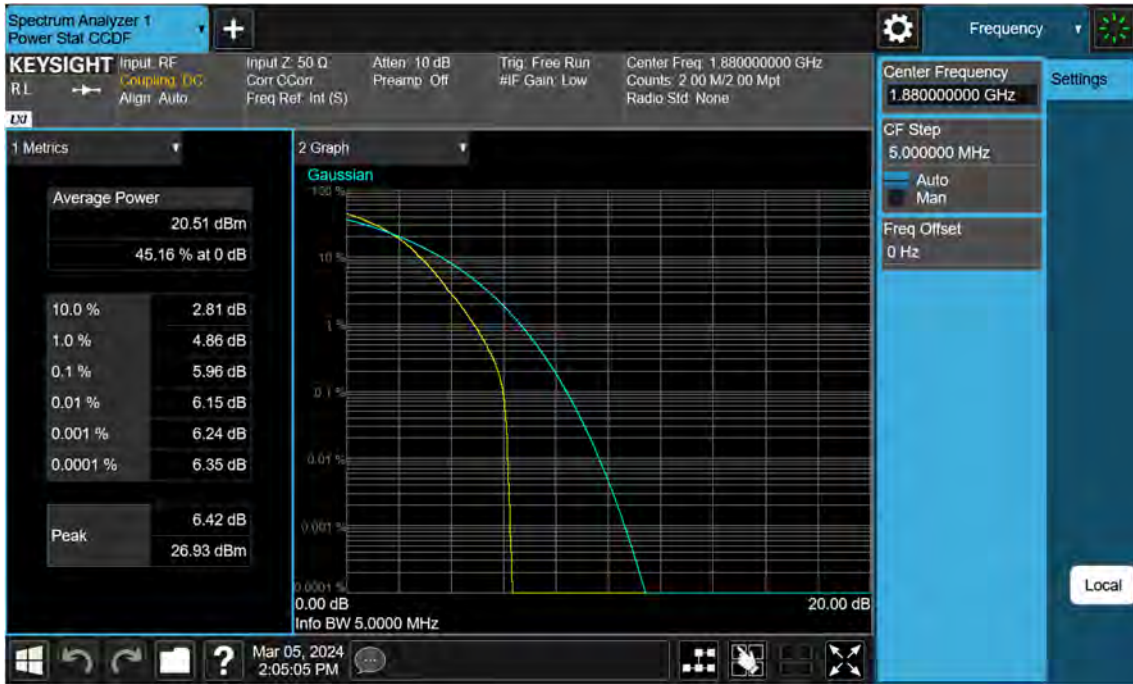 Spectrum Analyzer 1
Power Stat CCDF
+
Frequency
KEYSIGHT
R L
LXI
Input: RF
Coupling: DC
Align: Auto
Input Z: 50 Ω
Corr CCorr
Freq Ref: Int (S)
Atten: 10 dB
Preamp: Off
Trig: Free Run
#IF Gain: Low
Center Freq: 1.880000000 GHz
Counts: 2.00 M/2.00 Mpt
Radio Std: None
Center Frequency
1.880000000 GHz
Settings
CF Step
5.000000 MHz
Auto
Man
Freq Offset
0 Hz
1 Metrics
Average Power
20.51 dBm
45.16 % at 0 dB
10.0 % 2.81 dB
1.0 % 4.86 dB
0.1 % 5.96 dB
0.01 % 6.15 dB
0.001 % 6.24 dB
0.0001 % 6.35 dB
Peak
6.42 dB
26.93 dBm
2 Graph
Gaussian
100 %
10 %
1 %
0.1 %
0.01 %
0.001 %
0.0001 %
0.00 dB 20.00 dB
Info BW 5.0000 MHz
Local
?
Mar 05, 2024
2:05:05 PM